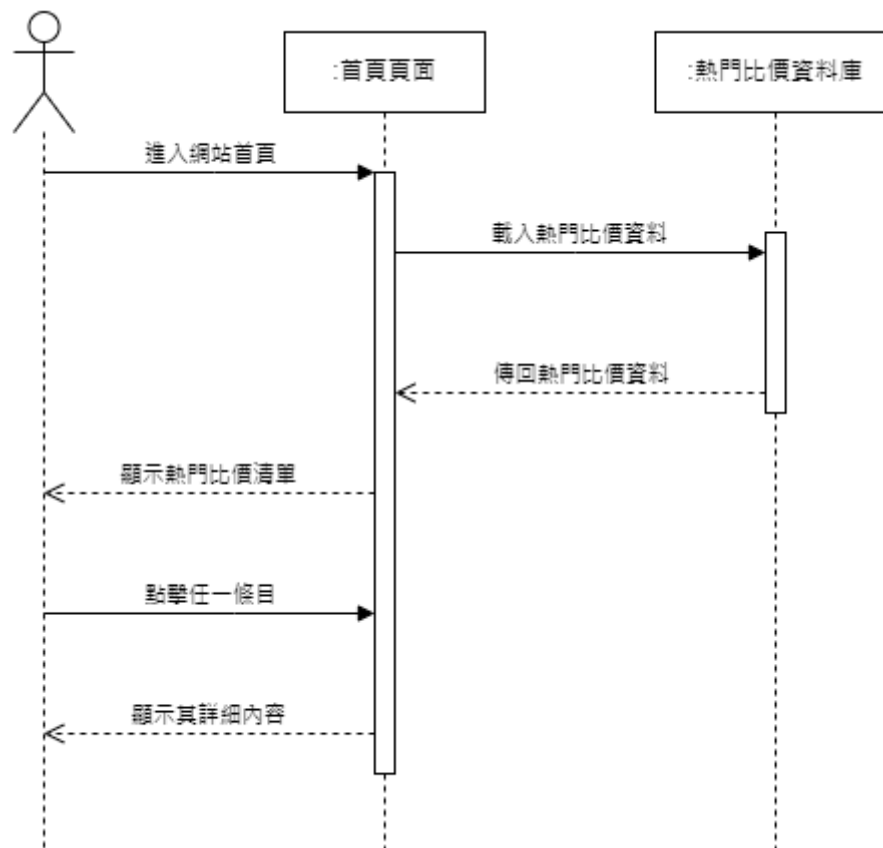 :首頁頁面
:熱門比價資料庫
進入網站首頁
載入熱門比價資料
傳回熱門比價資料
顯示熱門比價清單
點擊任一條目
顯示其詳細內容